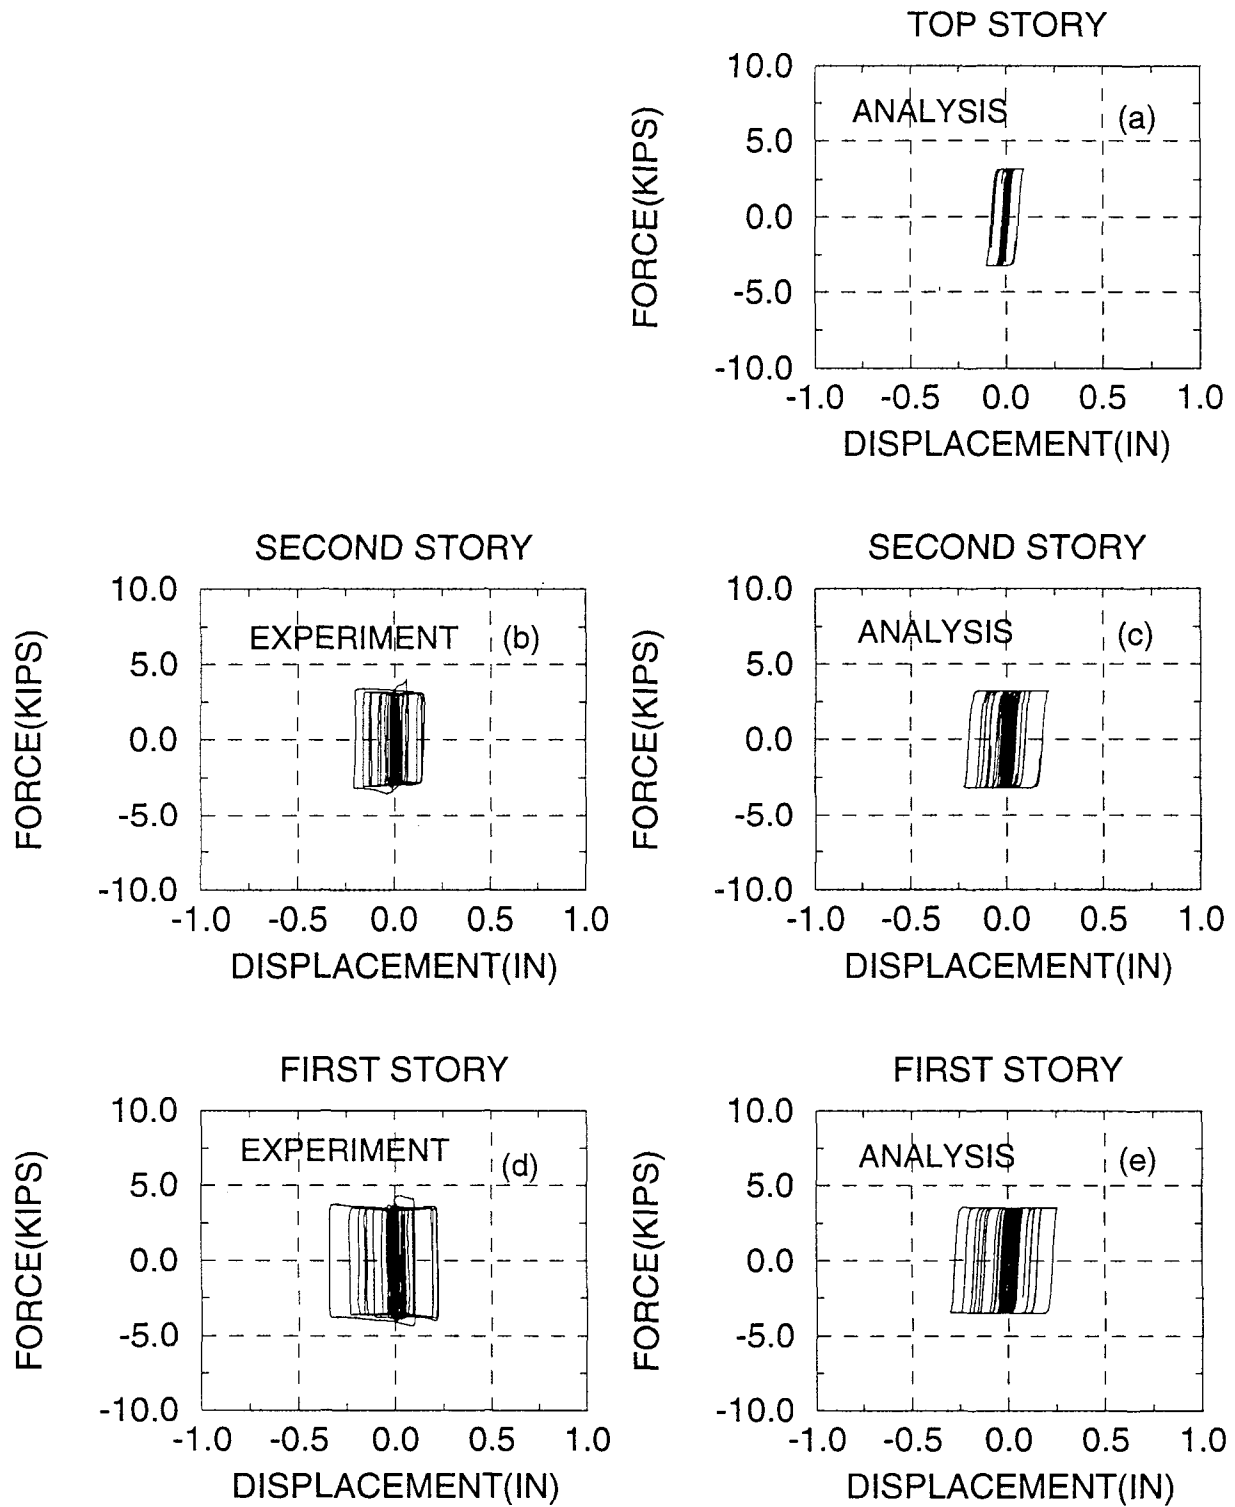 TOP STORY
10.0
ANALYSIS (a)
5.0
0.0
-5.0
-10.0
FORCE(KIPS)
-1.0 -0.5 0.0 0.5 1.0
DISPLACEMENT(IN)
SECOND STORY
10.0
EXPERIMENT (b)
5.0
0.0
-5.0
-10.0
FORCE(KIPS)
-1.0 -0.5 0.0 0.5 1.0
DISPLACEMENT(IN)
SECOND STORY
10.0
ANALYSIS (c)
5.0
0.0
-5.0
-10.0
FORCE(KIPS)
-1.0 -0.5 0.0 0.5 1.0
DISPLACEMENT(IN)
FIRST STORY
10.0
EXPERIMENT (d)
5.0
0.0
-5.0
-10.0
FORCE(KIPS)
-1.0 -0.5 0.0 0.5 1.0
DISPLACEMENT(IN)
FIRST STORY
10.0
ANALYSIS (e)
5.0
0.0
-5.0
-10.0
FORCE(KIPS)
-1.0 -0.5 0.0 0.5 1.0
DISPLACEMENT(IN)